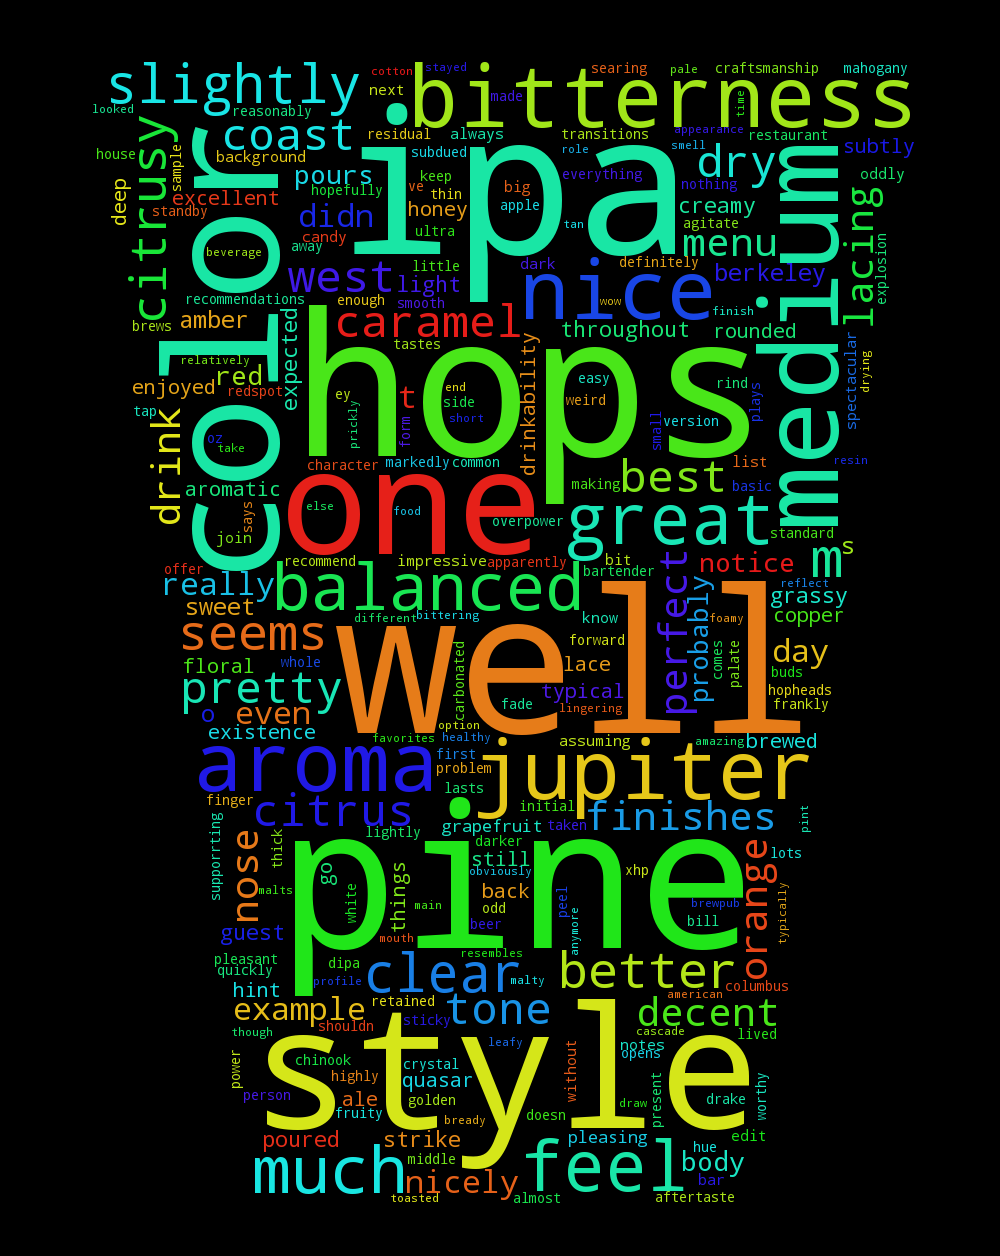 slightly
cotton
stayed
bitterness
searing
pale
craftsmanship
mahogany
looked
reasonably
next
made
time
house
citrusy
sample
coast
residual
always
ipa
transitions
appearance
restaurant
subtly
background
subdued
role
smell
dry
medium
deep
standby
excellent
pours
hopefully
ve
keep
thin
big
apple
everything
nothing
creamy
oddly
color
didn
honey
ultra
tan
agitate
lacing
explosion
beverage
away
candy
west
light
little
dark
definitely
menu
berkeley
recommendations
enough
smooth
nice
wow
finish
brews
amber
expected
caramel
tastes
throughout
rounded
spectacular
relatively
hops
drinkability
enjoyed
red
redspot
ey
end
side
easy
weird
rind
plays
drying
tap
drink
oz
take
t
prickly
form
short
small
version
character
markedly
common
best
list
basic
resin
aromatic
says
join
one
else
food
making
overpower
great
standard
offer
recommend
impressive
apparently
bit
bartender
perfect
notice
m
s
really
balanced
reflect
sweet
different
bittering
well
know
probably
foamy
grassy
copper
seems
forward
comes
palate
day
floral
whole
carbonated
lace
buds
pretty
typical
hopheads
lingering
frankly
o
even
fade
existence
option
favorites
healthy
assuming
amazing
brewed
aroma
first
problem
jupiter
finger
citrus
lasts
initial
finishes
pint
supporrting
nose
thick
lightly
grapefruit
taken
darker
pine
orange
lots
go
still
obviously
xhp
malts
white
things
main
back
odd
peel
brewpub
typically
guest
beer
bill
anymore
mouth
pleasant
quickly
dipa
resembles
hint
profile
clear
malty
better
columbus
american
example
retained
tone
decent
though
shouldn
sticky
cascade
lived
power
chinook
leafy
style
notes
opens
crystal
highly
quasar
without
present
worthy
person
ale
golden
draw
drake
fruity
bready
doesn
poured
strike
pleasing
edit
much
middle
feel
hue
body
nicely
bar
toasted
almost
aftertaste